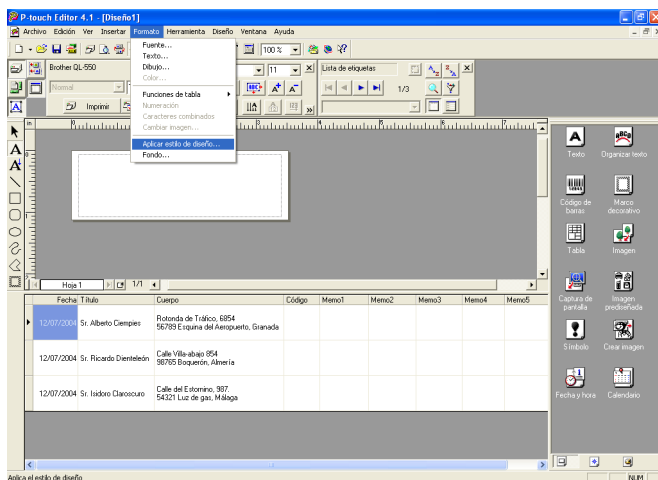 P-touch Editor 4.1 - [Diseño1]
Archivo Edición Ver Insertar Formato Herramienta Diseño Ventana Ayuda
100 %
Fuente...
Texto...
Dibujo...
Color...
Funciones de tabla
Numeración
Caracteres combinados
Cambiar imagen...
Aplicar estilo de diseño...
Fondo...
Brother QL-550
11
Lista de etiquetas
Normal
1/3
Imprimir
Texto
Organizar texto
Código de barras
Marco decorativo
Tabla
Imagen
Captura de pantalla
Imagen prediseñada
Símbolo
Crear imagen
Fecha y hora
Calendario
Hoja 1
1/1
Fecha Título Cuerpo Código Memo1 Memo2 Memo3 Memo4 Memo5
12/07/2004 Sr. Alberto Ciempies Rotonda de Tráfico, 6854
56789 Esquina del Aeropuerto, Granada
12/07/2004 Sr. Ricardo Dienteleón Calle Villa-abajo 854
98765 Boquerón, Almería
12/07/2004 Sr. Isidoro Claroscuro Calle del Estornino, 987.
54321 Luz de gas, Málaga
Aplica el estilo de diseño
NUM